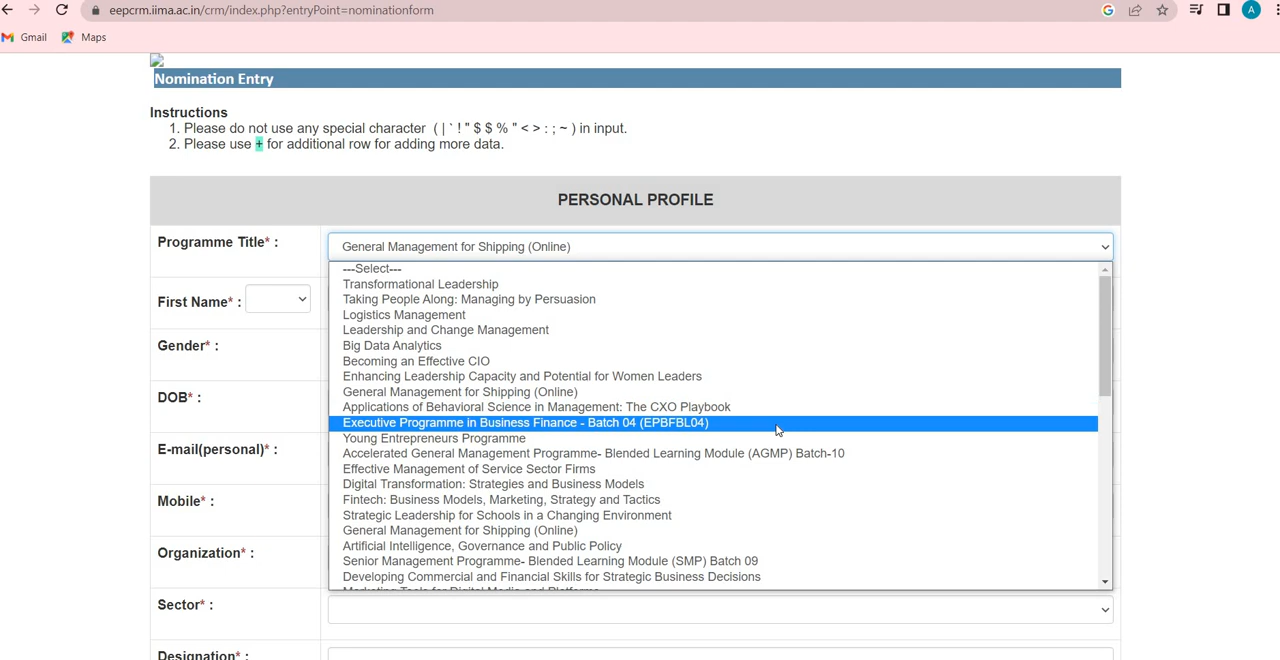 eepcrm.iima.ac.in/crm/index.php?entryPoint=nominationform
A
Gmail Maps
Nomination Entry
Instructions
1. Please do not use any special character ( | ` ! " $ $ % " < > : ; ~ ) in input.
2. Please use + for additional row for adding more data.
PERSONAL PROFILE
Programme Title* :
General Management for Shipping (Online)
---Select---
Transformational Leadership
Taking People Along: Managing by Persuasion
First Name* :
Logistics Management
Leadership and Change Management
Gender* :
Big Data Analytics
Becoming an Effective CIO
Enhancing Leadership Capacity and Potential for Women Leaders
General Management for Shipping (Online)
DOB* :
Applications of Behavioral Science in Management: The CXO Playbook
Executive Programme in Business Finance - Batch 04 (EPBFBL04)
Young Entrepreneurs Programme
E-mail(personal)* :
Accelerated General Management Programme- Blended Learning Module (AGMP) Batch-10
Effective Management of Service Sector Firms
Digital Transformation: Strategies and Business Models
Mobile* :
Fintech: Business Models, Marketing, Strategy and Tactics
Strategic Leadership for Schools in a Changing Environment
General Management for Shipping (Online)
Artificial Intelligence, Governance and Public Policy
Organization* :
Senior Management Programme- Blended Learning Module (SMP) Batch 09
Developing Commercial and Financial Skills for Strategic Business Decisions
Marketing Tools for Digital Media and Platforms
Sector* :
Designation* :